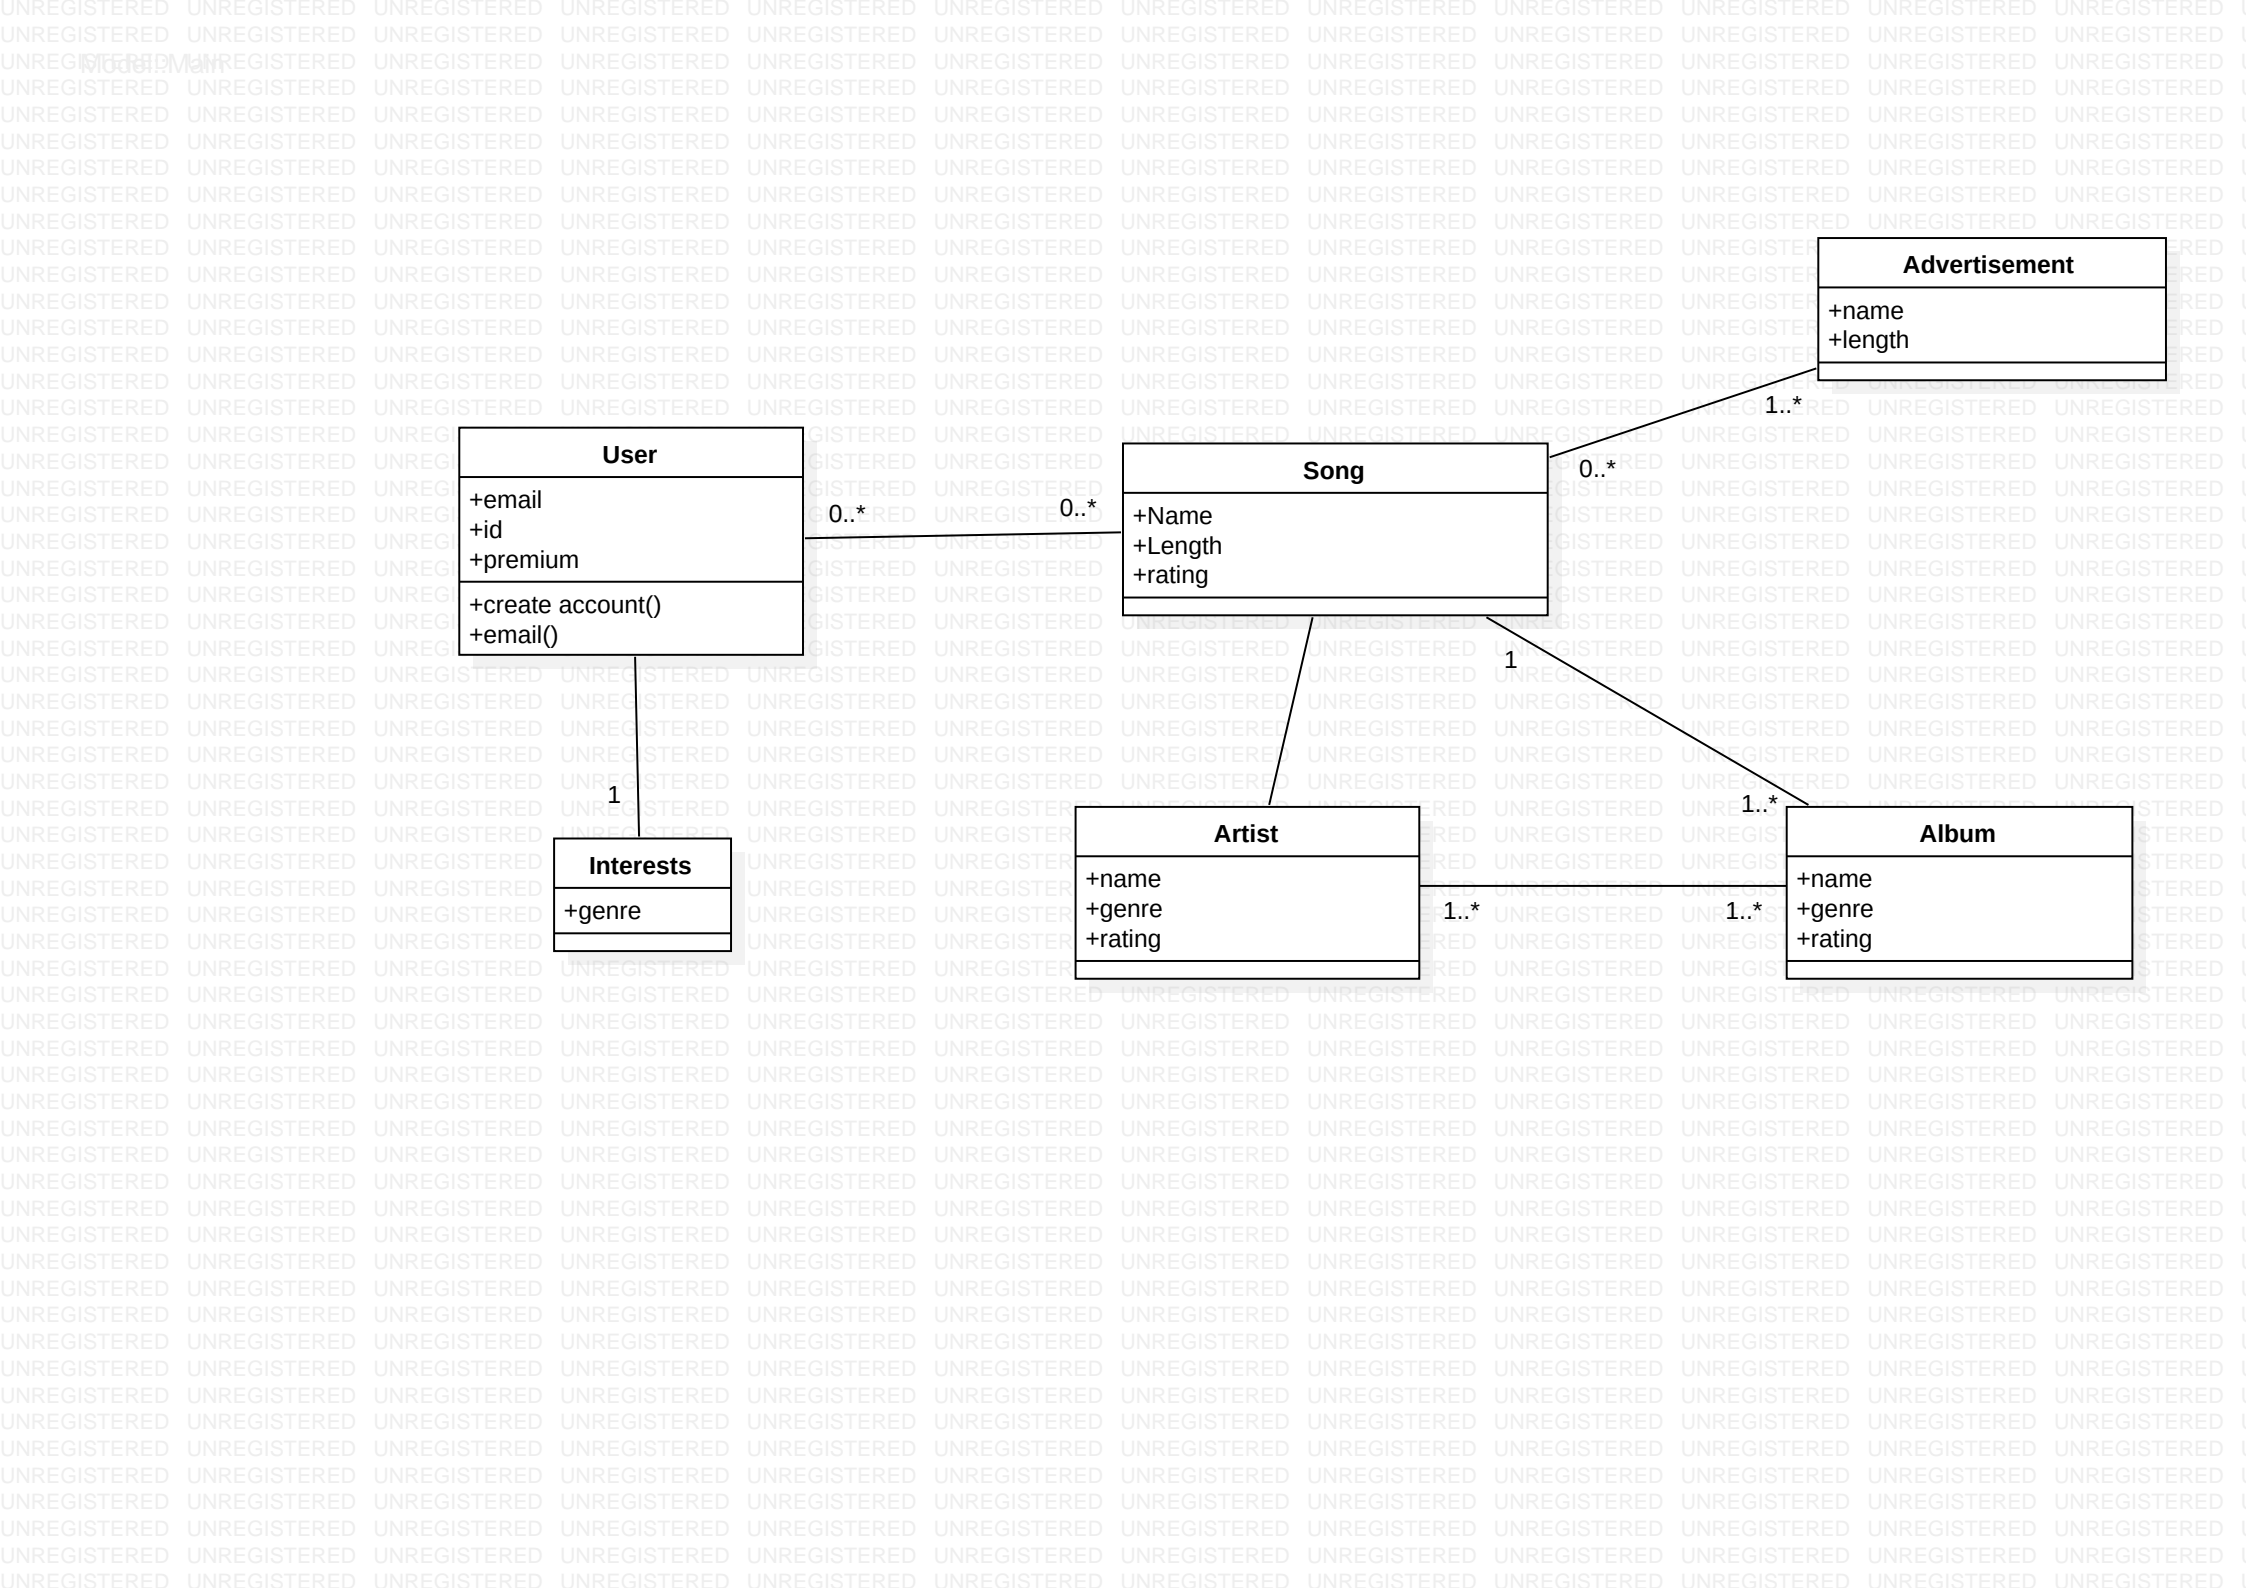 Model::Main
Advertisement
+name
+length
1..*
0..*
User
+email
+id
+premium
+create account()
+email()
0..*
0..*
Song
+Name
+Length
+rating
1
1..*
1
Interests
+genre
Artist
+name
+genre
+rating
1..*
1..*
Album
+name
+genre
+rating
UNREGISTERED